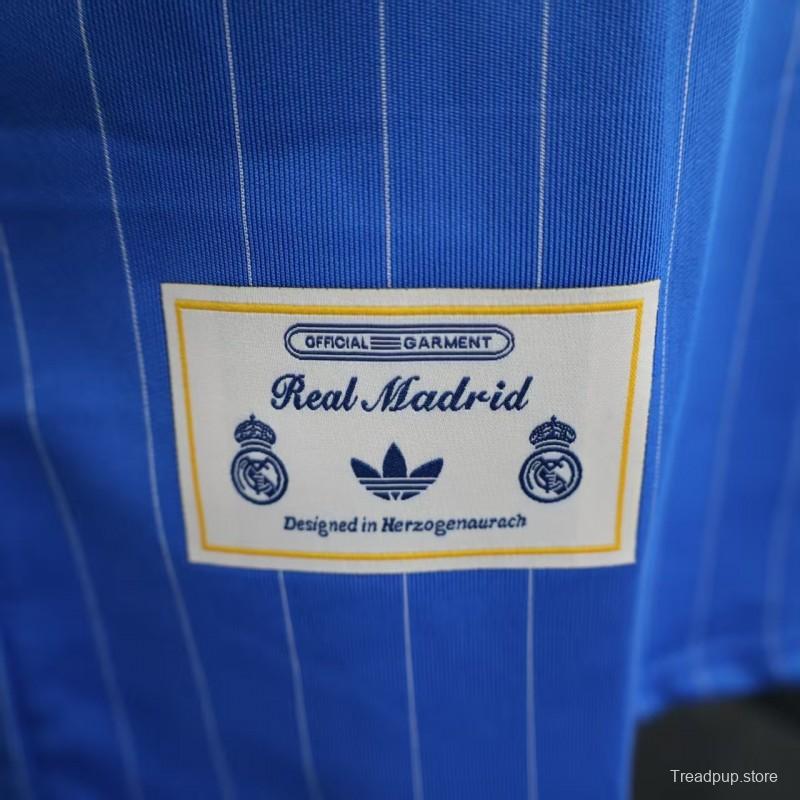 OFFICIAL GARMENT
Real Madrid
Designed in Herzogenaurach
Treadpup.store